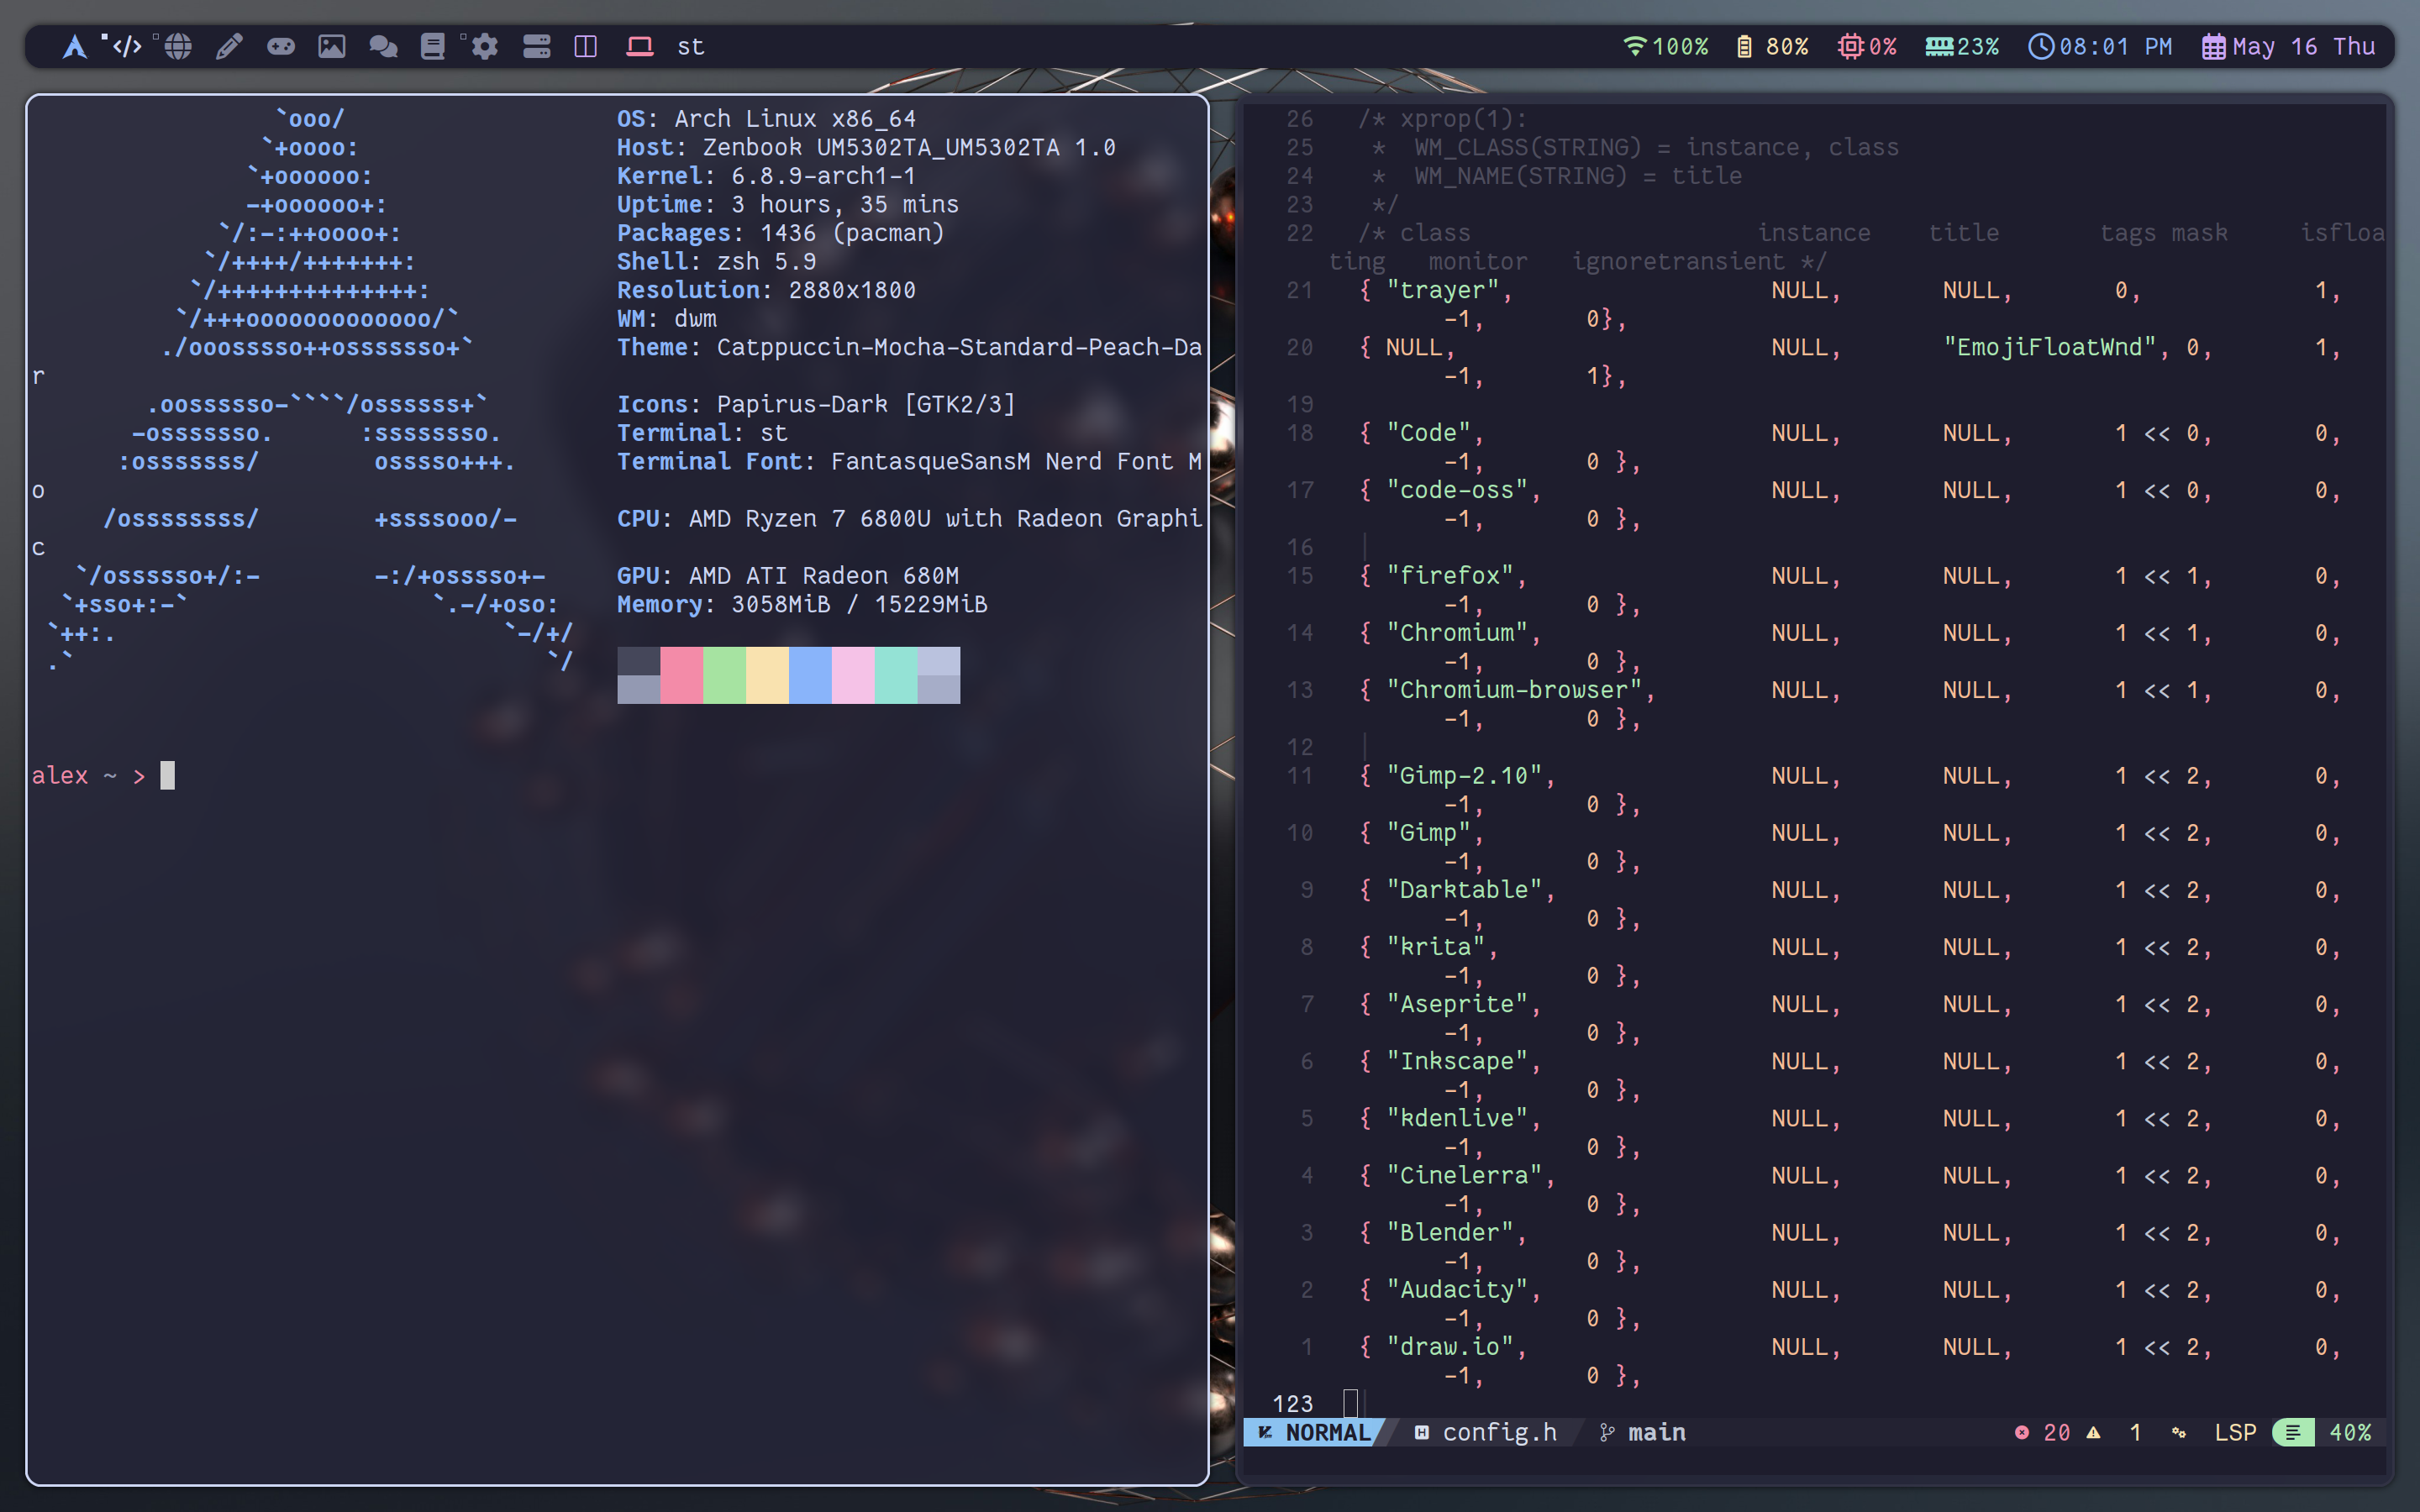 </> st 100% 80% 0% 23% 08:01 PM May 16 Thu
`ooo/ OS: Arch Linux x86_64
`+oooo: Host: Zenbook UM5302TA_UM5302TA 1.0
`+oooooo: Kernel: 6.8.9-arch1-1
-+oooooo+: Uptime: 3 hours, 35 mins
`/:-:++oooo+: Packages: 1436 (pacman)
`/++++/+++++++: Shell: zsh 5.9
`/++++++++++++++: Resolution: 2880x1800
`/+++ooooooooooooo/` WM: dwm
./ooosssso++osssssso+` Theme: Catppuccin-Mocha-Standard-Peach-Da
r
.oossssso-````/ossssss+` Icons: Papirus-Dark [GTK2/3]
-osssssso. :ssssssso. Terminal: st
:osssssss/ osssso+++. Terminal Font: FantasqueSansM Nerd Font M
o
/ossssssss/ +ssssooo/- CPU: AMD Ryzen 7 6800U with Radeon Graphi
c
`/ossssso+/:- -:/+osssso+- GPU: AMD ATI Radeon 680M
`+sso+:-` `.-/+oso: Memory: 3058MiB / 15229MiB
`++:. `-/+/
.` `/
alex ~ >
26 /* xprop(1):
25 * WM_CLASS(STRING) = instance, class
24 * WM_NAME(STRING) = title
23 */
22 /* class instance title tags mask isfloa
ting monitor ignoretransient */
21 { "trayer", NULL, NULL, 0, 1,
-1, 0},
20 { NULL, NULL, "EmojiFloatWnd", 0, 1,
-1, 1},
19
18 { "Code", NULL, NULL, 1 << 0, 0,
-1, 0 },
17 { "code-oss", NULL, NULL, 1 << 0, 0,
-1, 0 },
16
15 { "firefox", NULL, NULL, 1 << 1, 0,
-1, 0 },
14 { "Chromium", NULL, NULL, 1 << 1, 0,
-1, 0 },
13 { "Chromium-browser", NULL, NULL, 1 << 1, 0,
-1, 0 },
12
11 { "Gimp-2.10", NULL, NULL, 1 << 2, 0,
-1, 0 },
10 { "Gimp", NULL, NULL, 1 << 2, 0,
-1, 0 },
9 { "Darktable", NULL, NULL, 1 << 2, 0,
-1, 0 },
8 { "krita", NULL, NULL, 1 << 2, 0,
-1, 0 },
7 { "Aseprite", NULL, NULL, 1 << 2, 0,
-1, 0 },
6 { "Inkscape", NULL, NULL, 1 << 2, 0,
-1, 0 },
5 { "kdenlive", NULL, NULL, 1 << 2, 0,
-1, 0 },
4 { "Cinelerra", NULL, NULL, 1 << 2, 0,
-1, 0 },
3 { "Blender", NULL, NULL, 1 << 2, 0,
-1, 0 },
2 { "Audacity", NULL, NULL, 1 << 2, 0,
-1, 0 },
1 { "draw.io", NULL, NULL, 1 << 2, 0,
-1, 0 },
123
NORMAL config.h main 20 1 LSP 40%